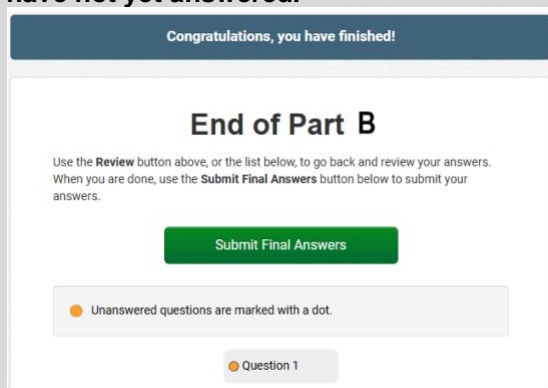 have not yet answered.
Congratulations, you have finished!
End of Part B
Use the Review button above, or the list below, to go back and review your answers.
When you are done, use the Submit Final Answers button below to submit your
answers.
Submit Final Answers
Unanswered questions are marked with a dot.
Question 1